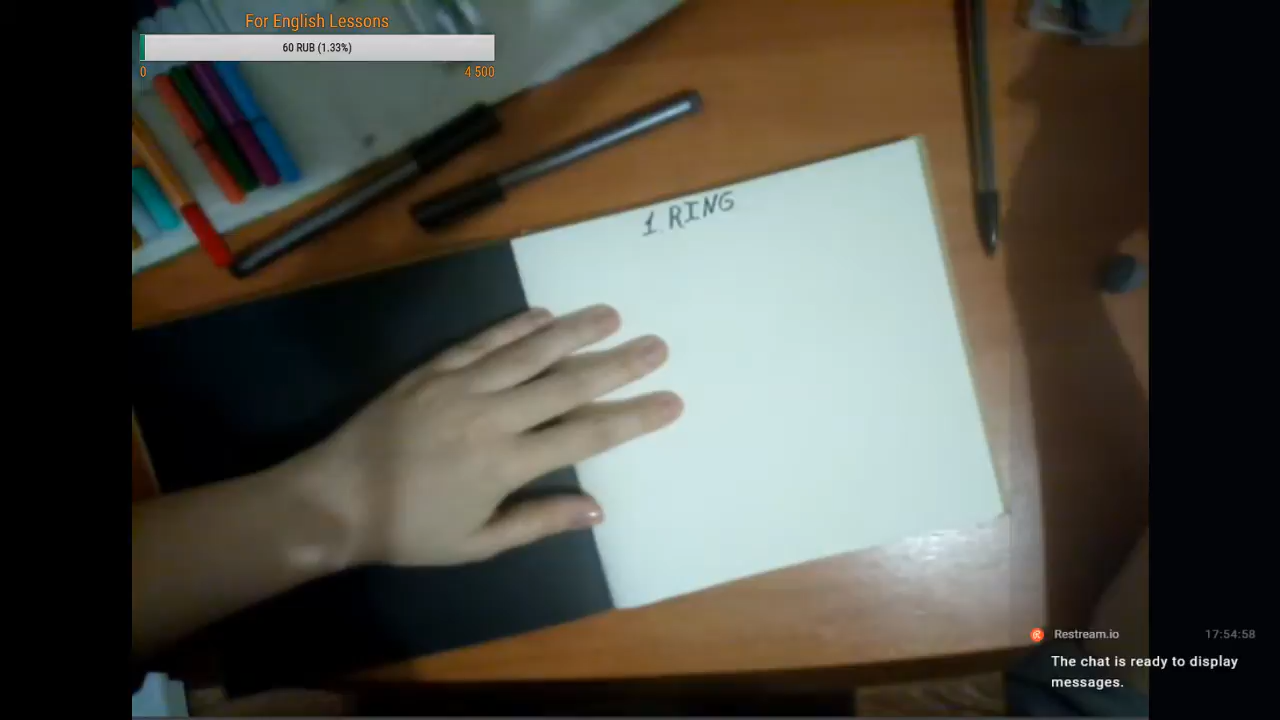 For English Lessons
60 RUB (1.33%)
0
4 500
1 RING
Restream.io
17:54:58
The chat is ready to display
messages.